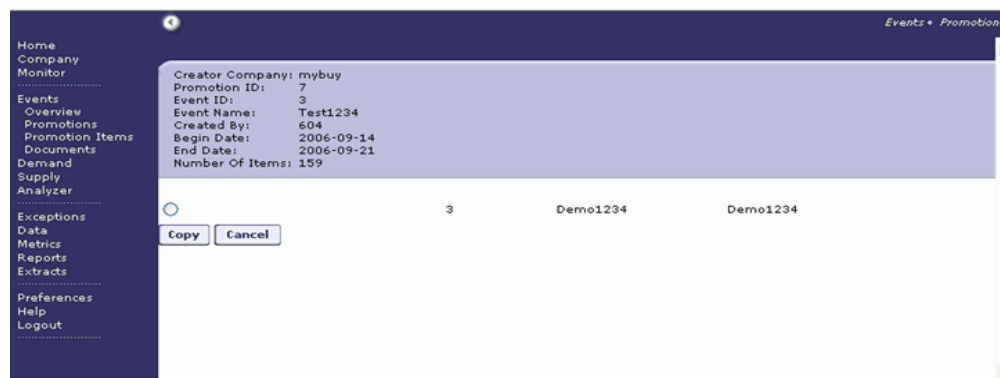 Events • Promotion
Home
Company
Monitor
Events
Overview
Promotions
Promotion Items
Documents
Demand
Supply
Analyzer
Exceptions
Data
Metrics
Reports
Extracts
Preferences
Help
Logout
Creator Company: mybuy
Promotion ID: 7
Event ID: 3
Event Name: Test1234
Created By: 604
Begin Date: 2006-09-14
End Date: 2006-09-21
Number Of Items: 159
3 Demo1234 Demo1234
Copy Cancel